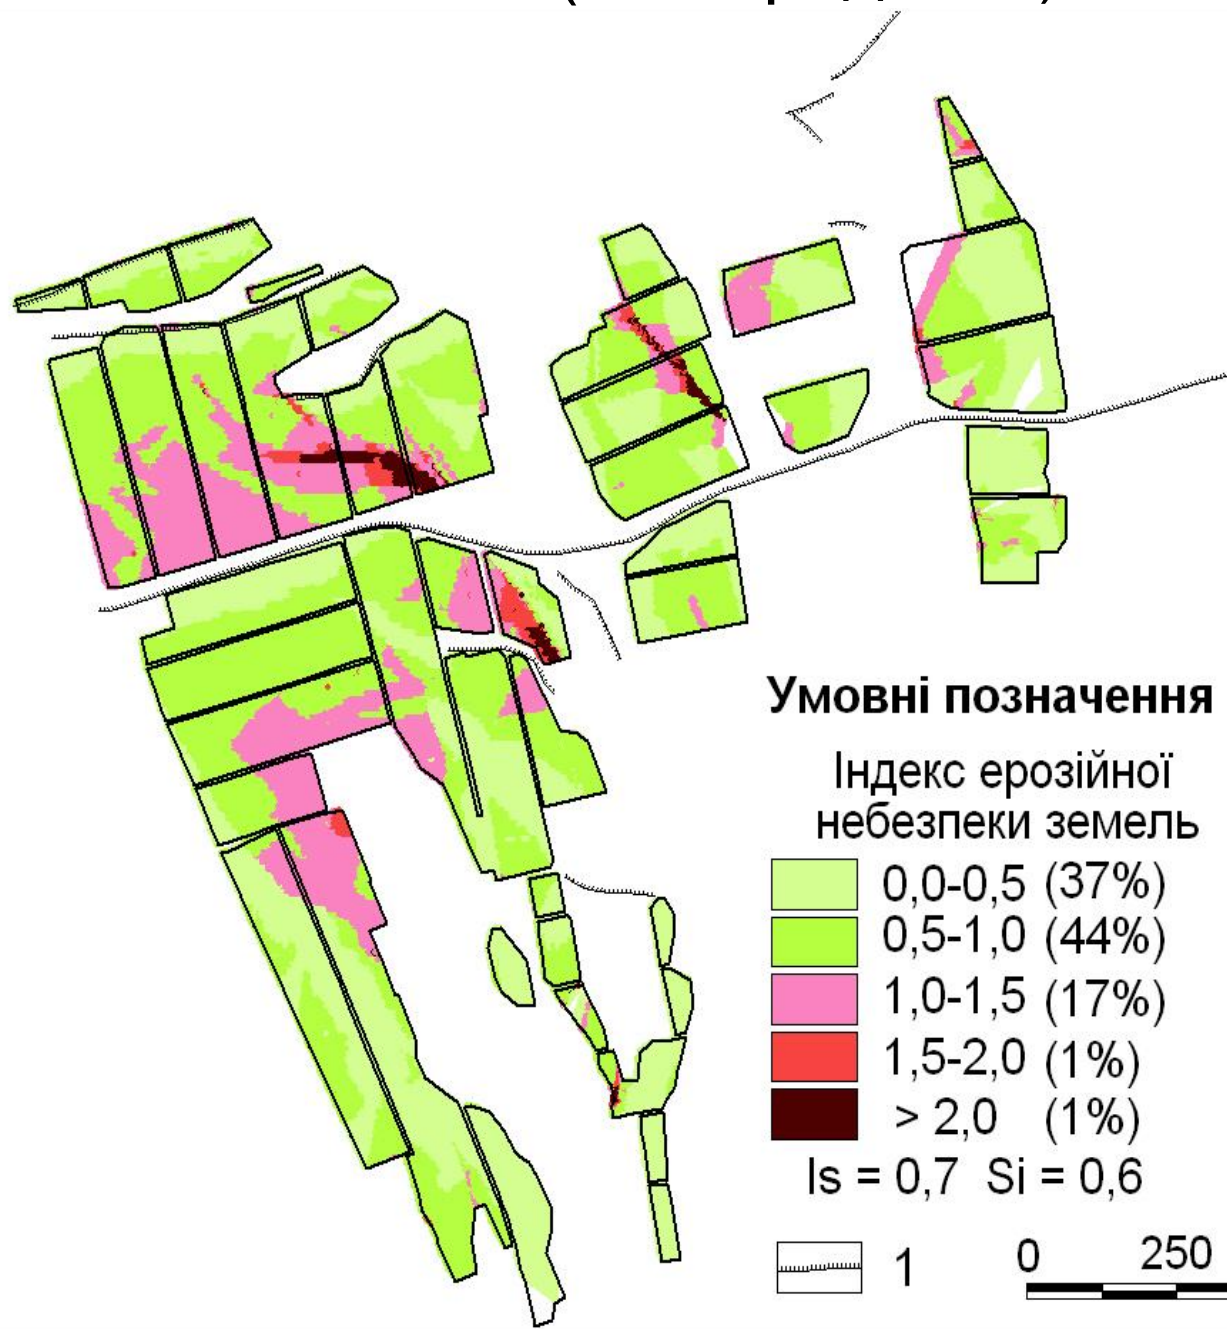 Умовні позначення
Індекс ерозійної
небезпеки земель
0,0-0,5 (37%)
0,5-1,0 (44%)
1,0-1,5 (17%)
1,5-2,0 (1%)
> 2,0 (1%)
Is = 0,7 Si = 0,6
1
0 250